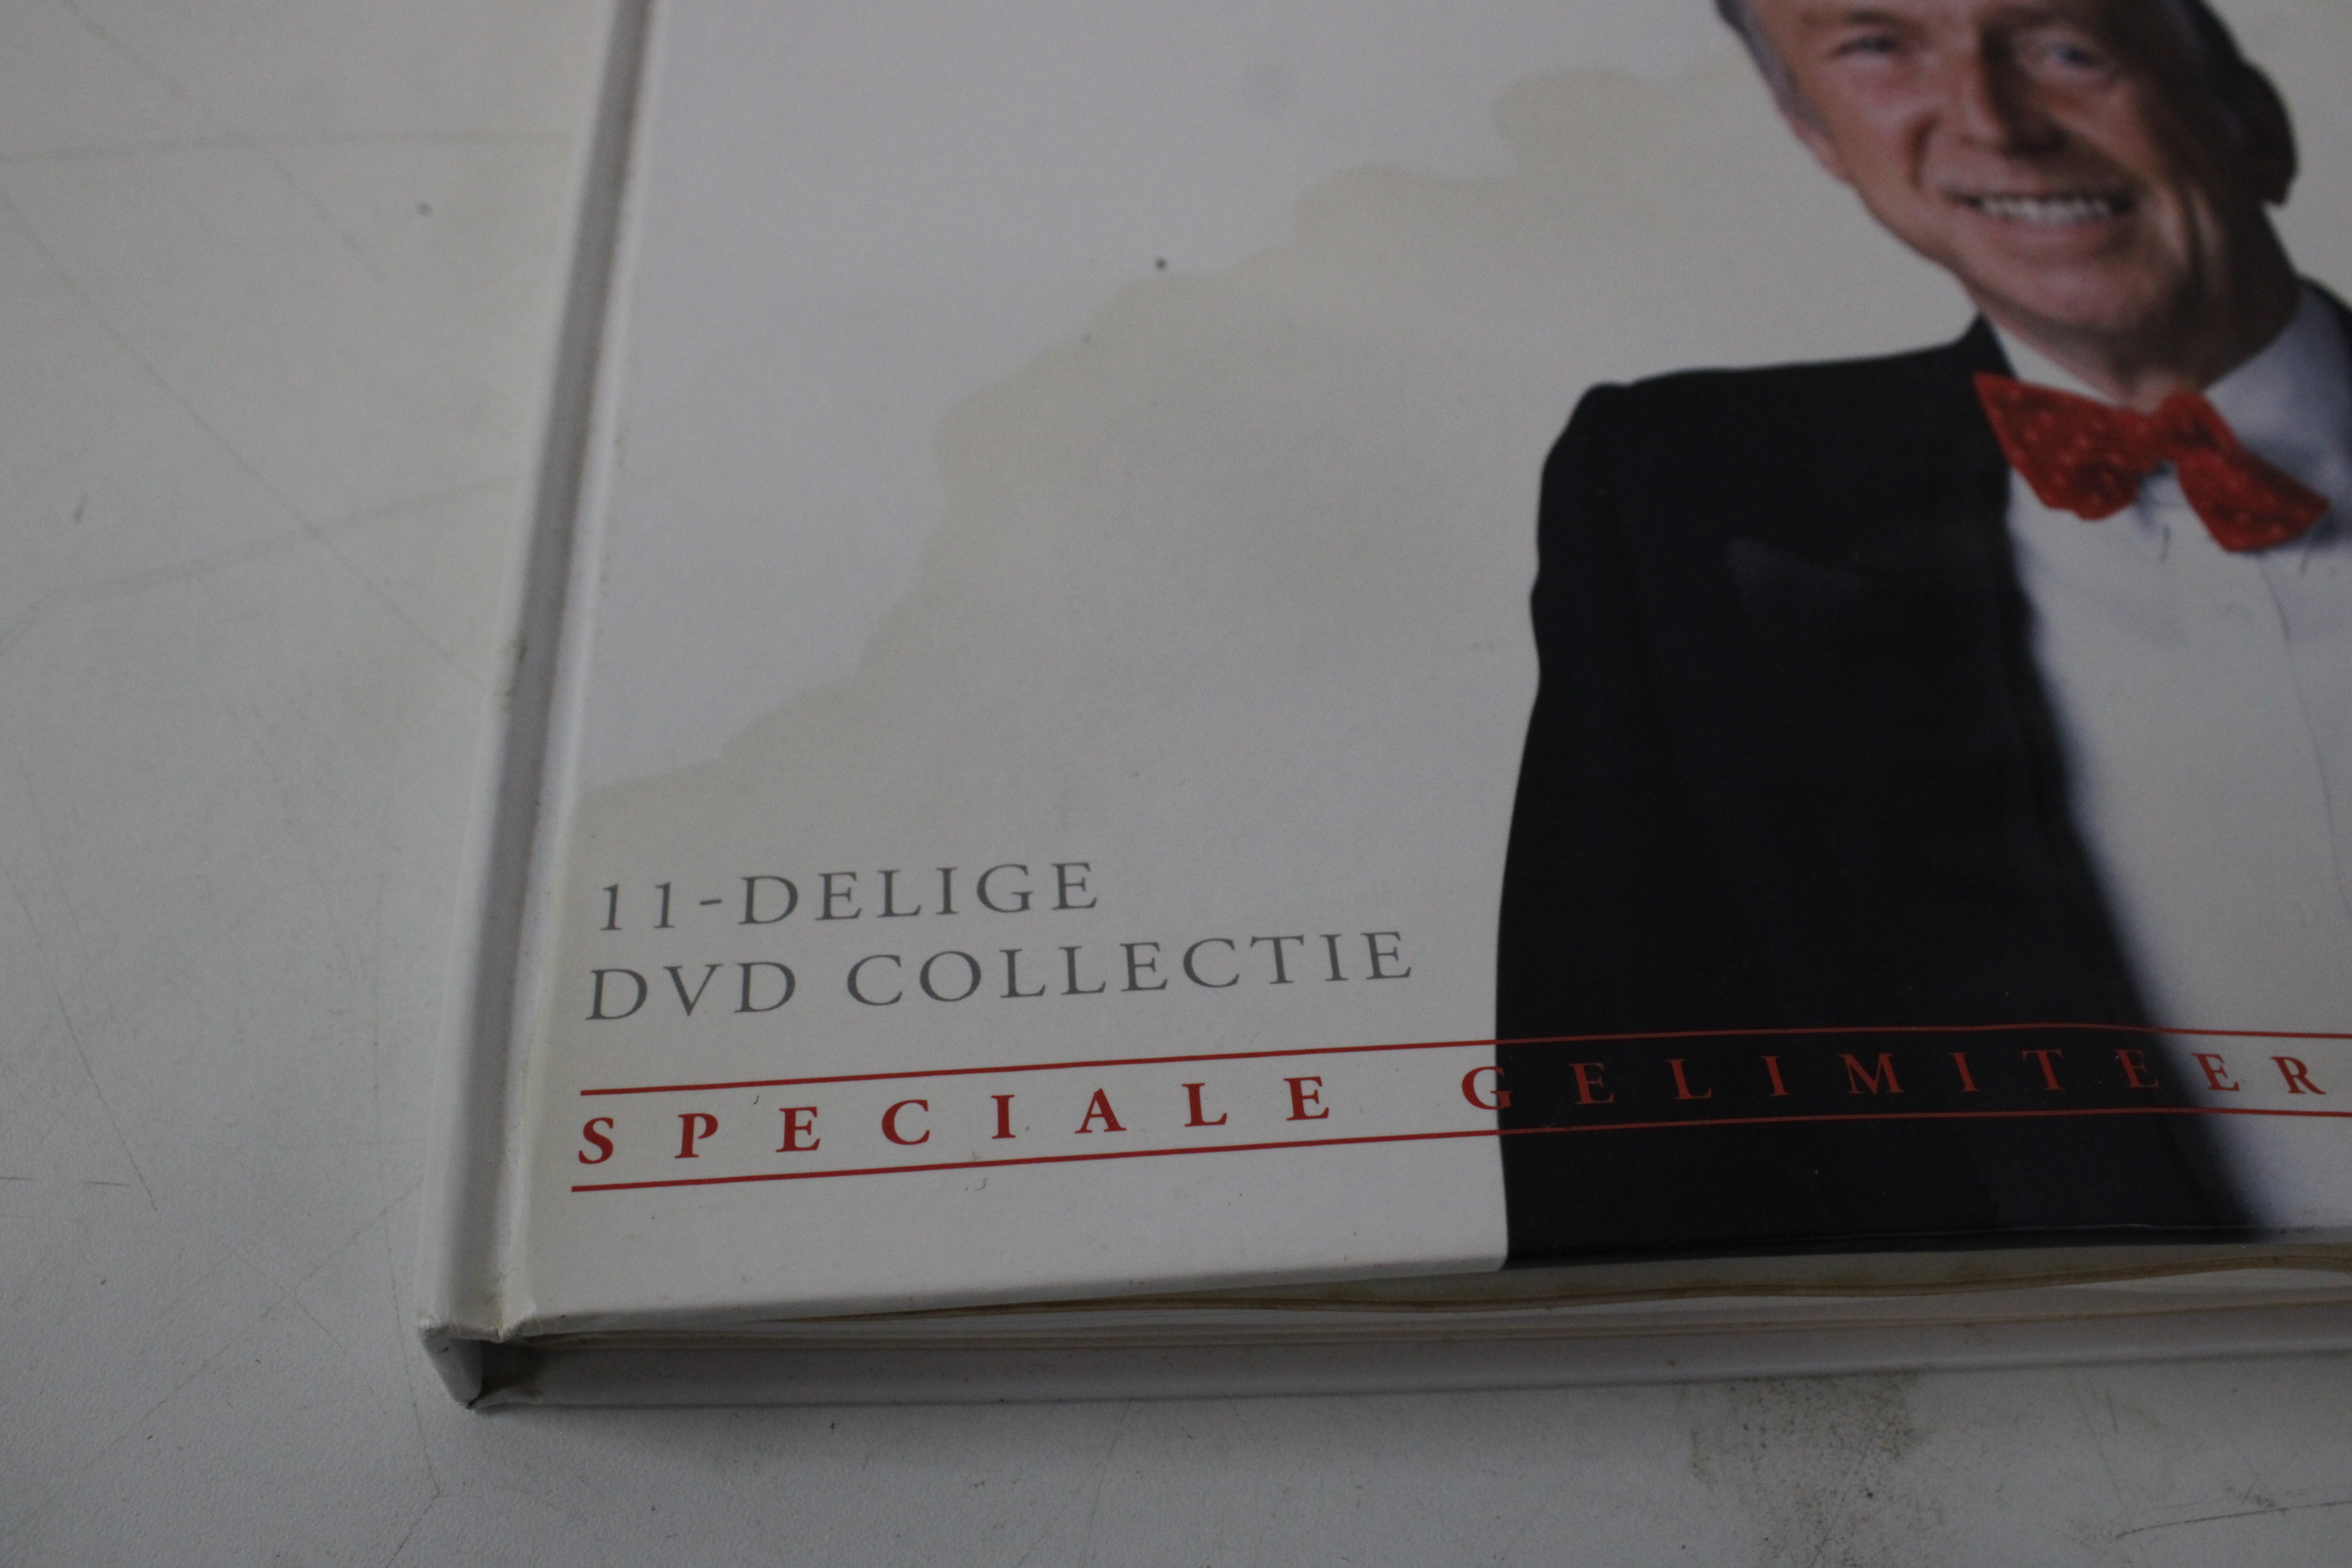 11-DELIGE
DVD COLLECTIE
SPECIALE GELIMITEER